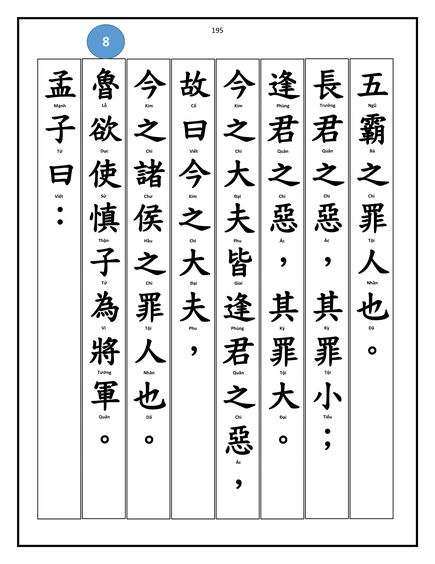 195
8
五霸之罪人也。
Ngũ Bá Chi Tội Nhân Dã
長君之惡,其罪小;
Trưởng Quân Chi Ác Kỳ Tội Tiểu
逢君之惡,其罪大。
Phùng Quân Chi Ác Kỳ Tội Đại
今之大夫皆逢君之惡,
Kim Chi Đại Phu Giai Phùng Quân Chi Ác
故曰今之大夫,
Cố Viết Kim Chi Đại Phu
今之諸侯之罪人也。
Kim Chi Chư Hầu Chi Tội Nhân Dã
魯欲使慎子為將軍。
Lỗ Dục Sử Thận Tử Vi Tướng Quân
孟子曰:
Mạnh Tử Viết